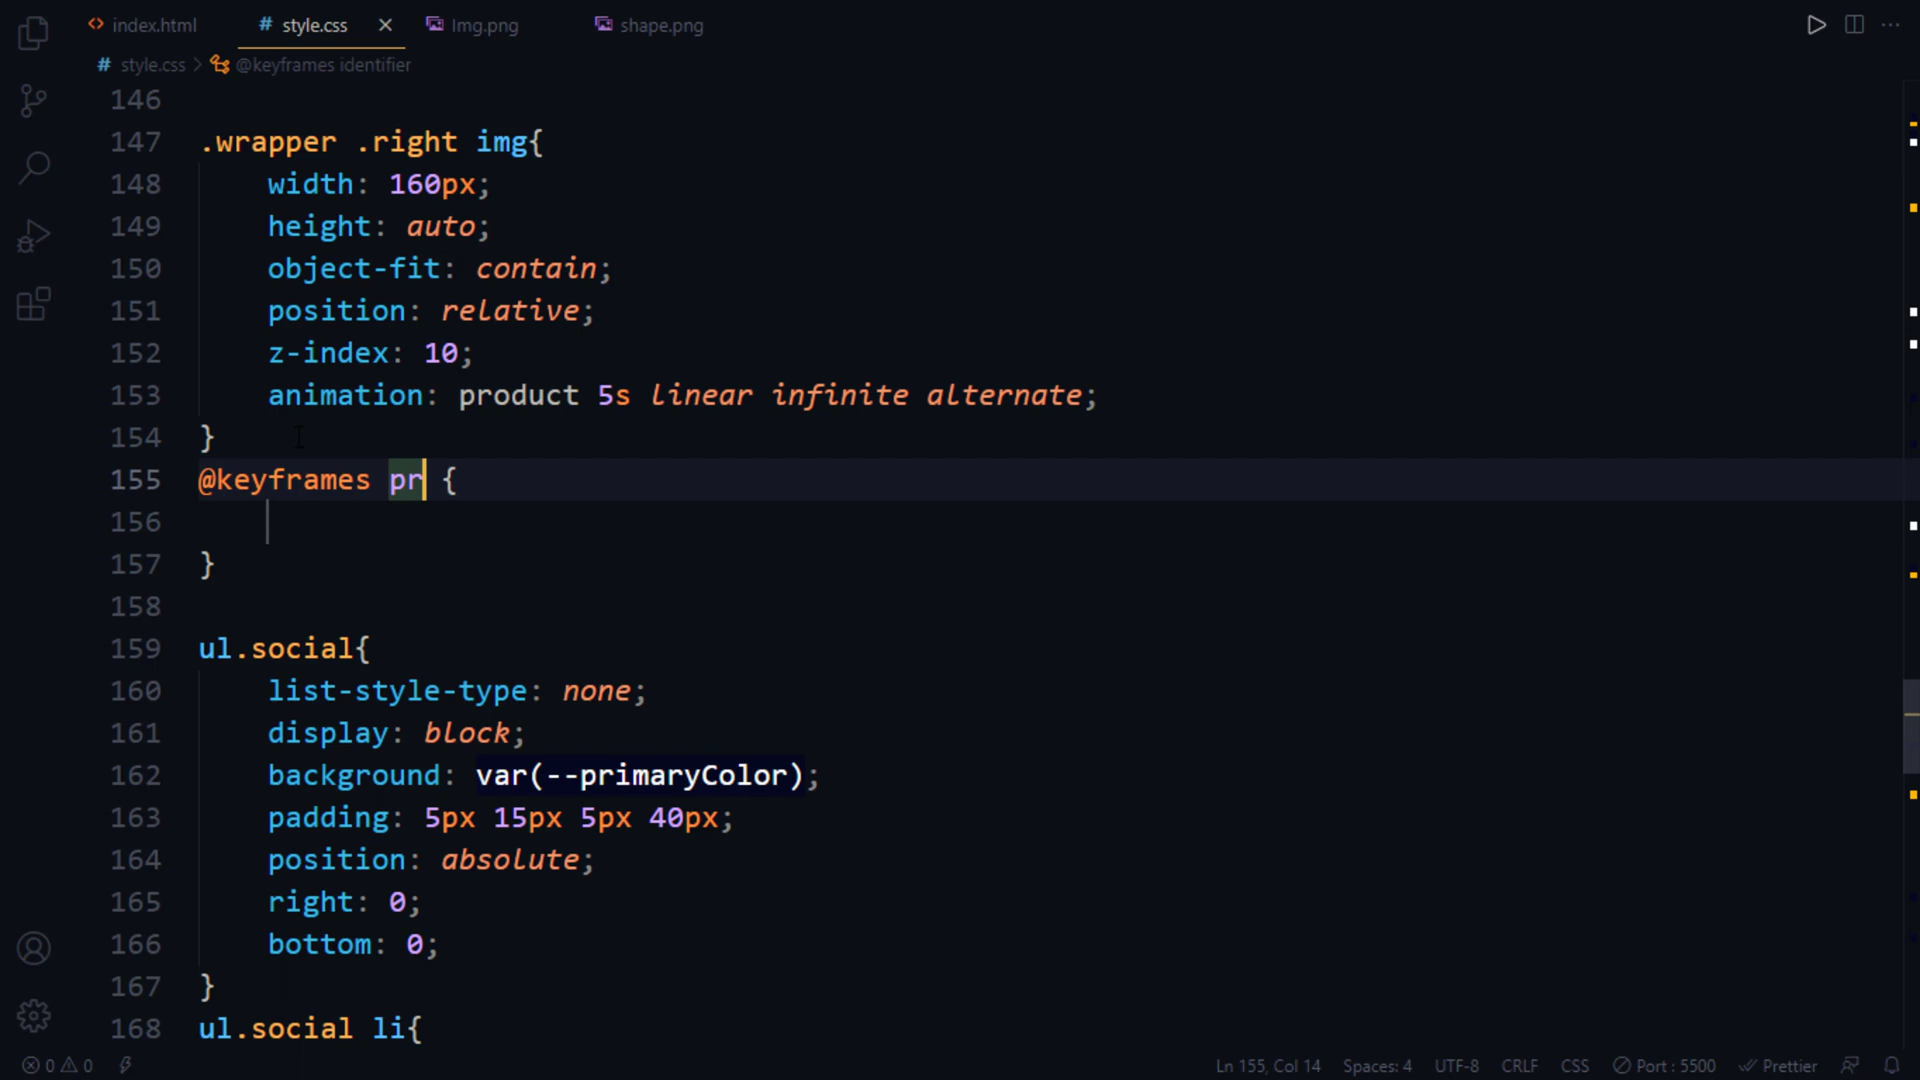 index.html
style.css
Img.png
shape.png
style.css > @keyframes identifier
146
147 .wrapper .right img{
148 width: 160px;
149 height: auto;
150 object-fit: contain;
151 position: relative;
152 z-index: 10;
153 animation: product 5s linear infinite alternate;
154 }
155 @keyframes pr {
156
157 }
158
159 ul.social{
160 list-style-type: none;
161 display: block;
162 background: var(--primaryColor);
163 padding: 5px 15px 5px 40px;
164 position: absolute;
165 right: 0;
166 bottom: 0;
167 }
168 ul.social li{
0 0 Ln 155, Col 14 Spaces: 4 UTF-8 CRLF CSS Port : 5500 Prettier